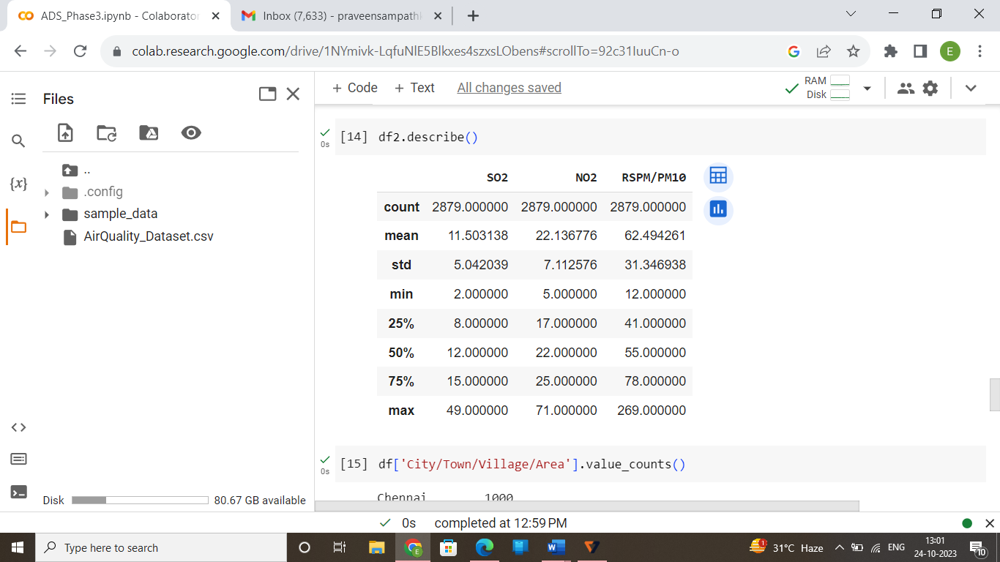 ADS_Phase3.ipynb - Colaborator
Inbox (7,633) - praveensampathk
colab.research.google.com/drive/1NYmivk-LqfuNlE5Blkxes4szxsLObens#scrollTo=92c31IuuCn-o
E
Files
+ Code + Text All changes saved
RAM
Disk
{x}
..
.config
sample_data
AirQuality_Dataset.csv
0s
[14] df2.describe()
SO2 NO2 RSPM/PM10
count 2879.000000 2879.000000 2879.000000
mean 11.503138 22.136776 62.494261
std 5.042039 7.112576 31.346938
min 2.000000 5.000000 12.000000
25% 8.000000 17.000000 41.000000
50% 12.000000 22.000000 55.000000
75% 15.000000 25.000000 78.000000
max 49.000000 71.000000 269.000000
0s
[15] df['City/Town/Village/Area'].value_counts()
Chennai 1000
Disk 80.67 GB available
0s completed at 12:59 PM
Type here to search
31°C Haze
ENG
13:01
24-10-2023
10